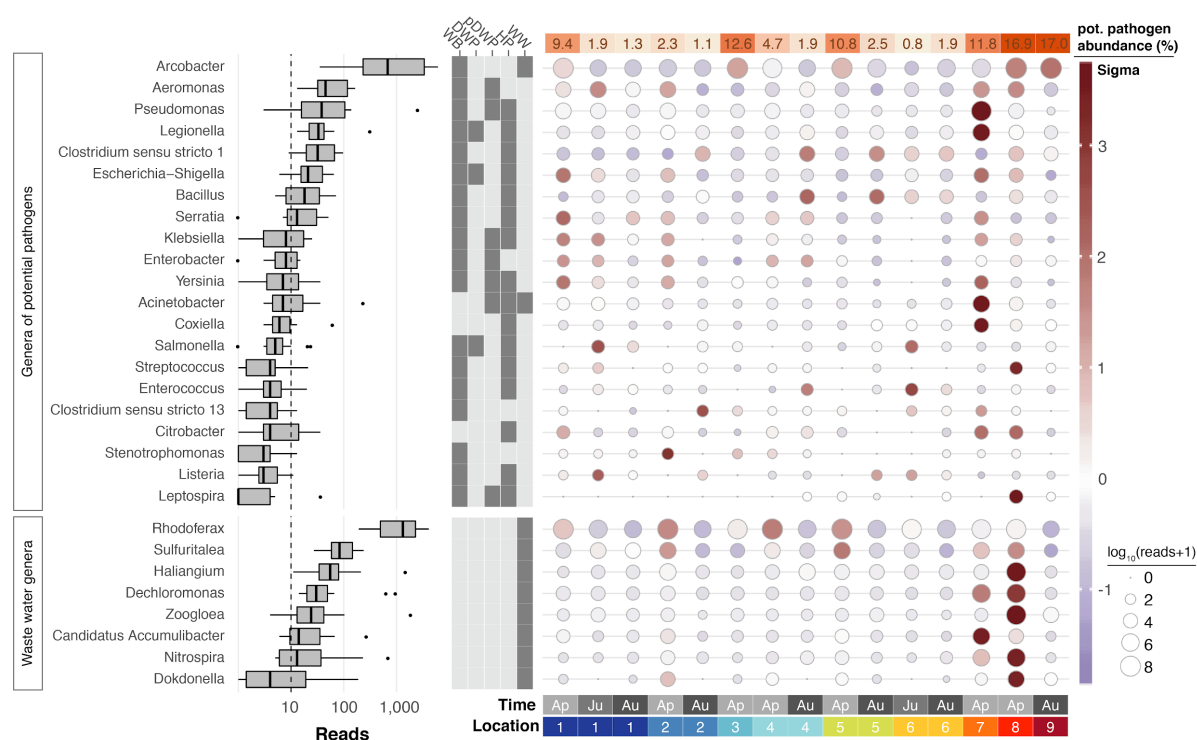 WB DWP pDWP HP WW
pot. pathogen
abundance (%)
9.4 1.9 1.3 2.3 1.1 12.6 4.7 1.9 10.8 2.5 0.8 1.9 11.8 16.9 17.0
Genera of potential pathogens
Arcobacter
Aeromonas
Pseudomonas
Legionella
Clostridium sensu stricto 1
Escherichia−Shigella
Bacillus
Serratia
Klebsiella
Enterobacter
Yersinia
Acinetobacter
Coxiella
Salmonella
Streptococcus
Enterococcus
Clostridium sensu stricto 13
Citrobacter
Stenotrophomonas
Listeria
Leptospira
Waste water genera
Rhodoferax
Sulfuritalea
Haliangium
Dechloromonas
Zoogloea
Candidatus Accumulibacter
Nitrospira
Dokdonella
10 100 1,000
Reads
Sigma
3
2
1
0
-1
log10(reads+1)
0
2
4
6
8
Time Ap Ju Au Ap Au Ap Ap Au Ap Au Ju Au Ap Ap Au
Location 1 1 1 2 2 3 4 4 5 5 6 6 7 8 9